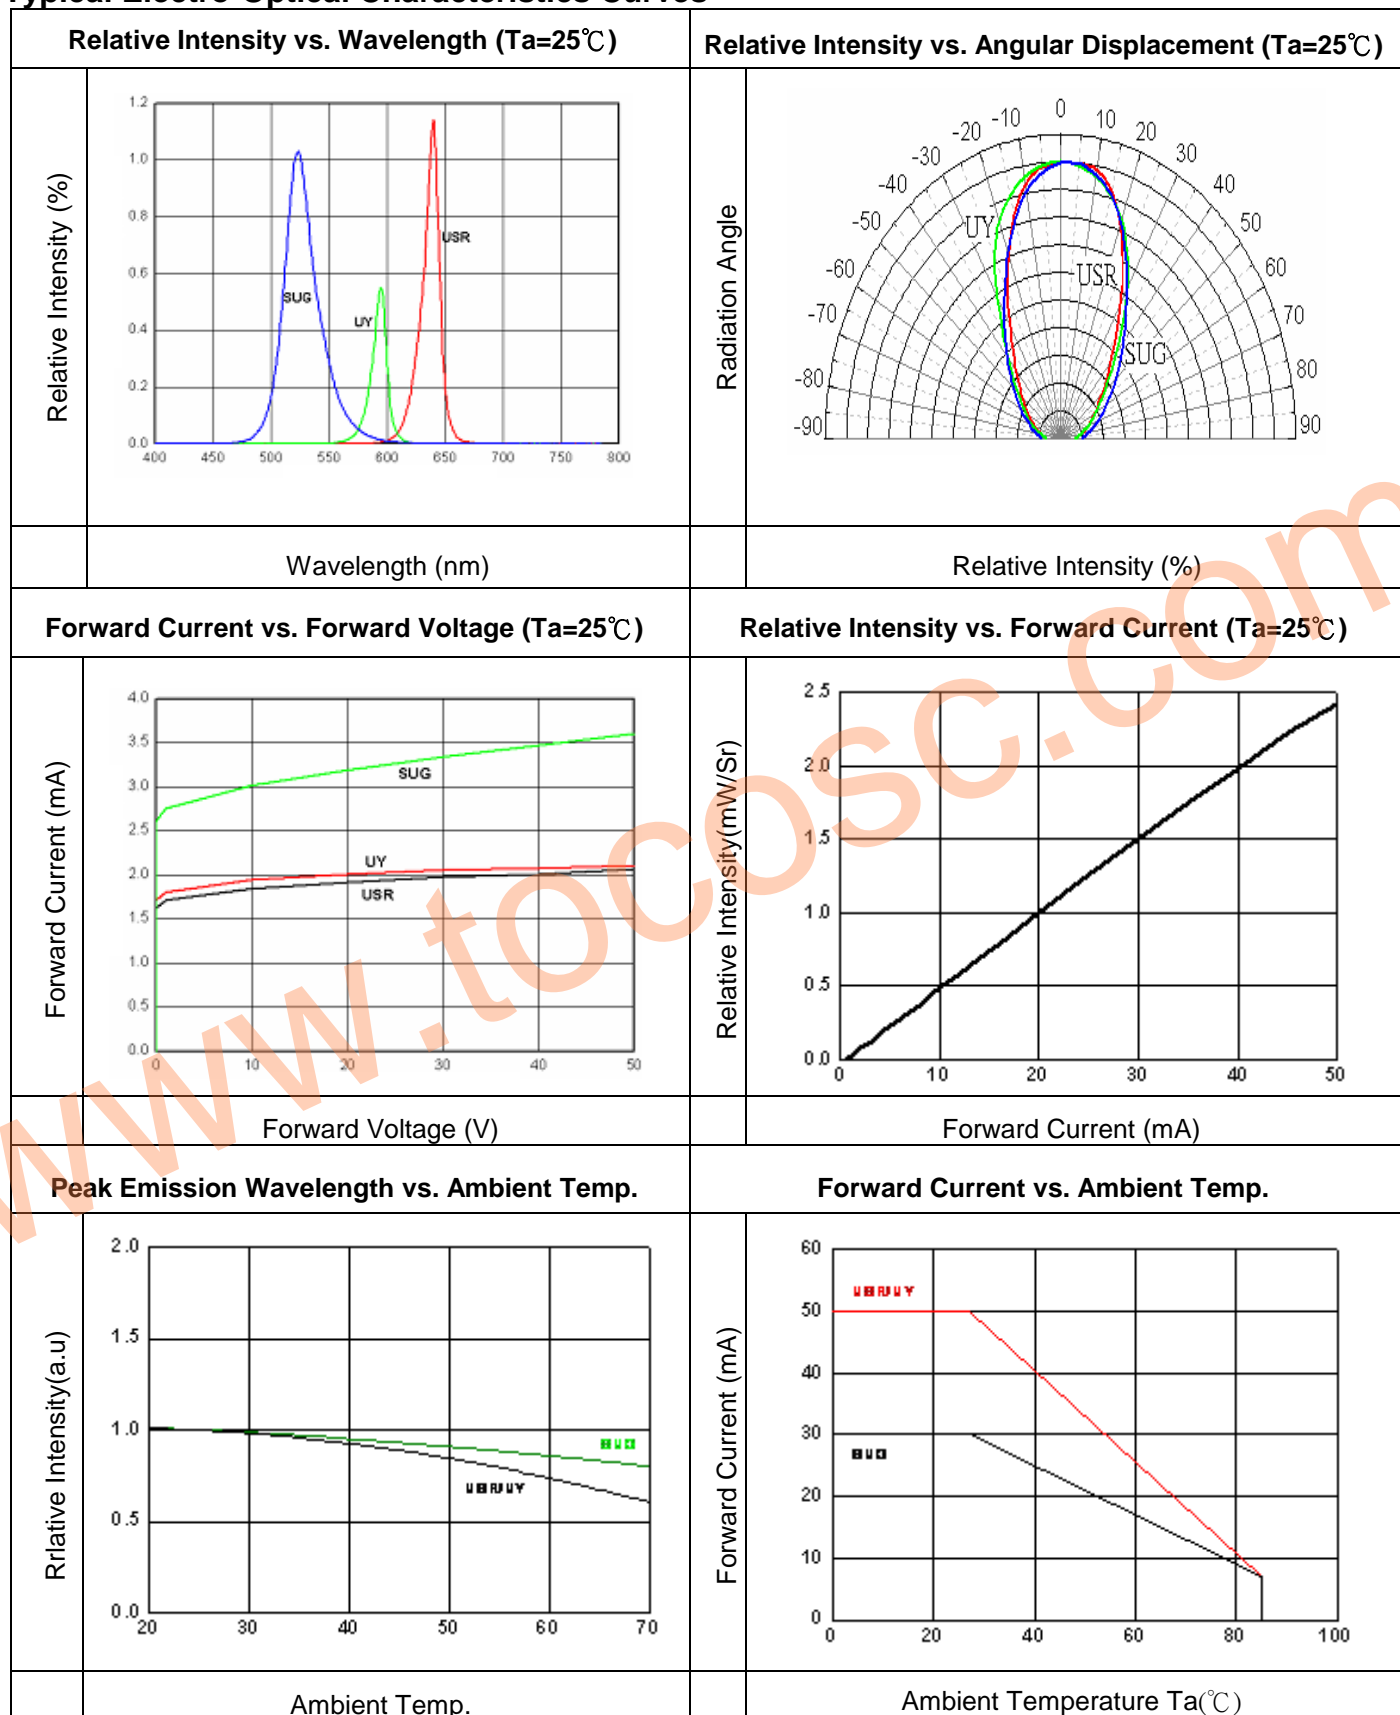 Typical Electro-Optical Characteristics Curves
Relative Intensity vs. Wavelength (Ta=25℃)
Relative Intensity vs. Angular Displacement (Ta=25℃)
Relative Intensity (%)
1.2
1.0
0.8
0.6
0.4
0.2
0.0
400 450 500 550 600 650 700 750 800
SUG
UY
USR
Wavelength (nm)
Radiation Angle
-90 -80 -70 -60 -50 -40 -30 -20 -10 0 10 20 30 40 50 60 70 80 90
UY
USR
SUG
Relative Intensity (%)
Forward Current vs. Forward Voltage (Ta=25℃)
Relative Intensity vs. Forward Current (Ta=25℃)
Forward Current (mA)
4.0
3.5
3.0
2.5
2.0
1.5
1.0
0.5
0.0
0 10 20 30 40 50
SUG
UY
USR
Forward Voltage (V)
Relative Intensity(mW/Sr)
2.5
2.0
1.5
1.0
0.5
0.0
0 10 20 30 40 50
Forward Current (mA)
Peak Emission Wavelength vs. Ambient Temp.
Forward Current vs. Ambient Temp.
Rrlative Intensity(a.u)
2.0
1.5
1.0
0.5
0.0
20 30 40 50 60 70
Ambient Temp.
Forward Current (mA)
60
50
40
30
20
10
0
0 20 40 60 80 100
Ambient Temperature Ta(℃)
www.tocosc.com